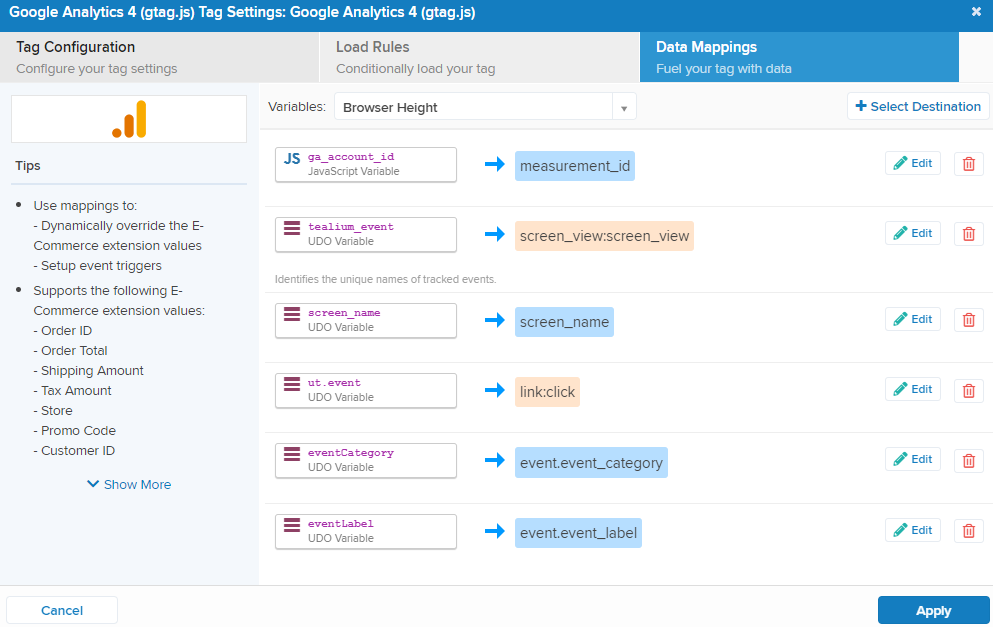 Google Analytics 4 (gtag.js) Tag Settings: Google Analytics 4 (gtag.js)
Tag Configuration
Configure your tag settings
Load Rules
Conditionally load your tag
Data Mappings
Fuel your tag with data
Tips
Use mappings to:
- Dynamically override the E-
Commerce extension values
- Setup event triggers
Supports the following E-
Commerce extension values:
- Order ID
- Order Total
- Shipping Amount
- Tax Amount
- Store
- Promo Code
- Customer ID
Show More
Variables: Browser Height
Select Destination
JS ga_account_id
JavaScript Variable
measurement_id
Edit
tealium_event
UDO Variable
screen_view:screen_view
Edit
Identifies the unique names of tracked events.
screen_name
UDO Variable
screen_name
Edit
ut.event
UDO Variable
link:click
Edit
eventCategory
UDO Variable
event.event_category
Edit
eventLabel
UDO Variable
event.event_label
Edit
Cancel
Apply